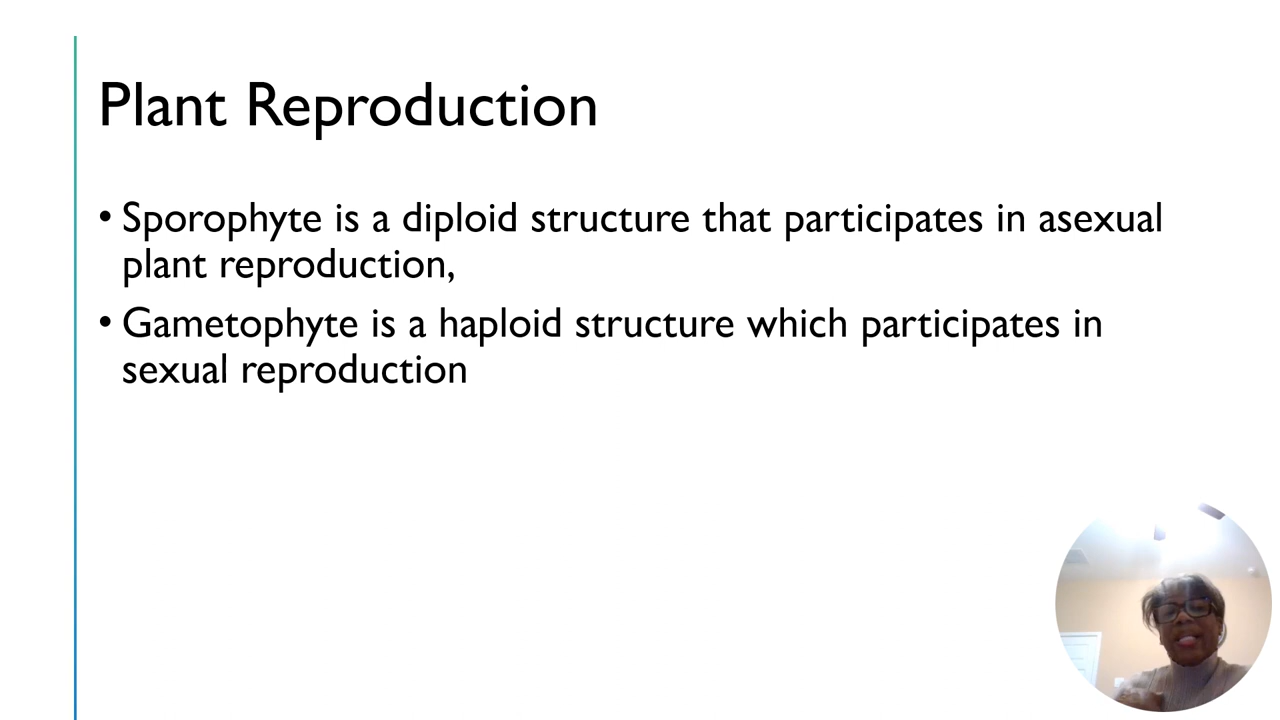 Plant Reproduction
• Sporophyte is a diploid structure that participates in asexual
plant reproduction,
• Gametophyte is a haploid structure which participates in
sexual reproduction